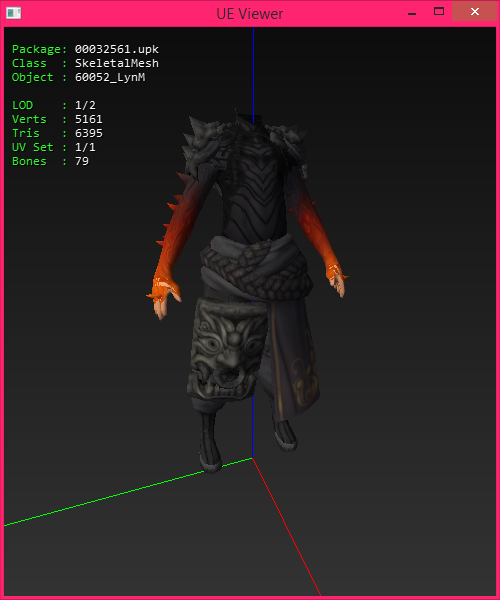 UE Viewer
Package: 00032561.upk
Class : SkeletalMesh
Object : 60052_LynM
LOD : 1/2
Verts : 5161
Tris : 6395
UV Set : 1/1
Bones : 79